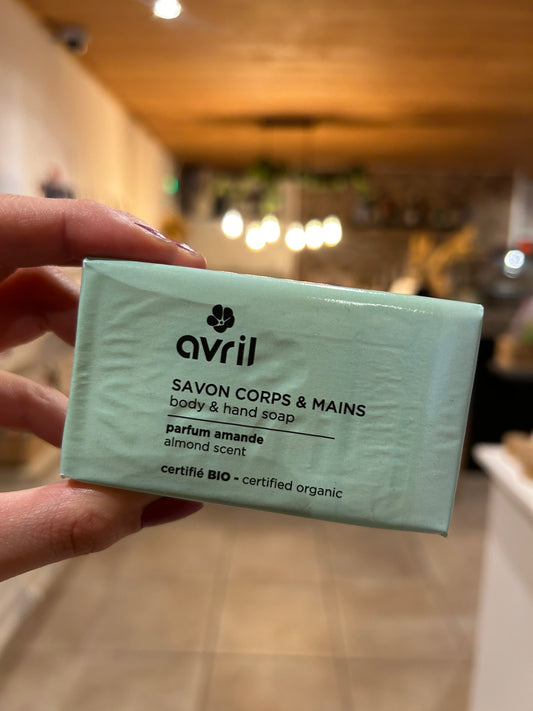 avril
SAVON CORPS & MAINS
body & hand soap
parfum amande
almond scent
certifié BIO - certified organic